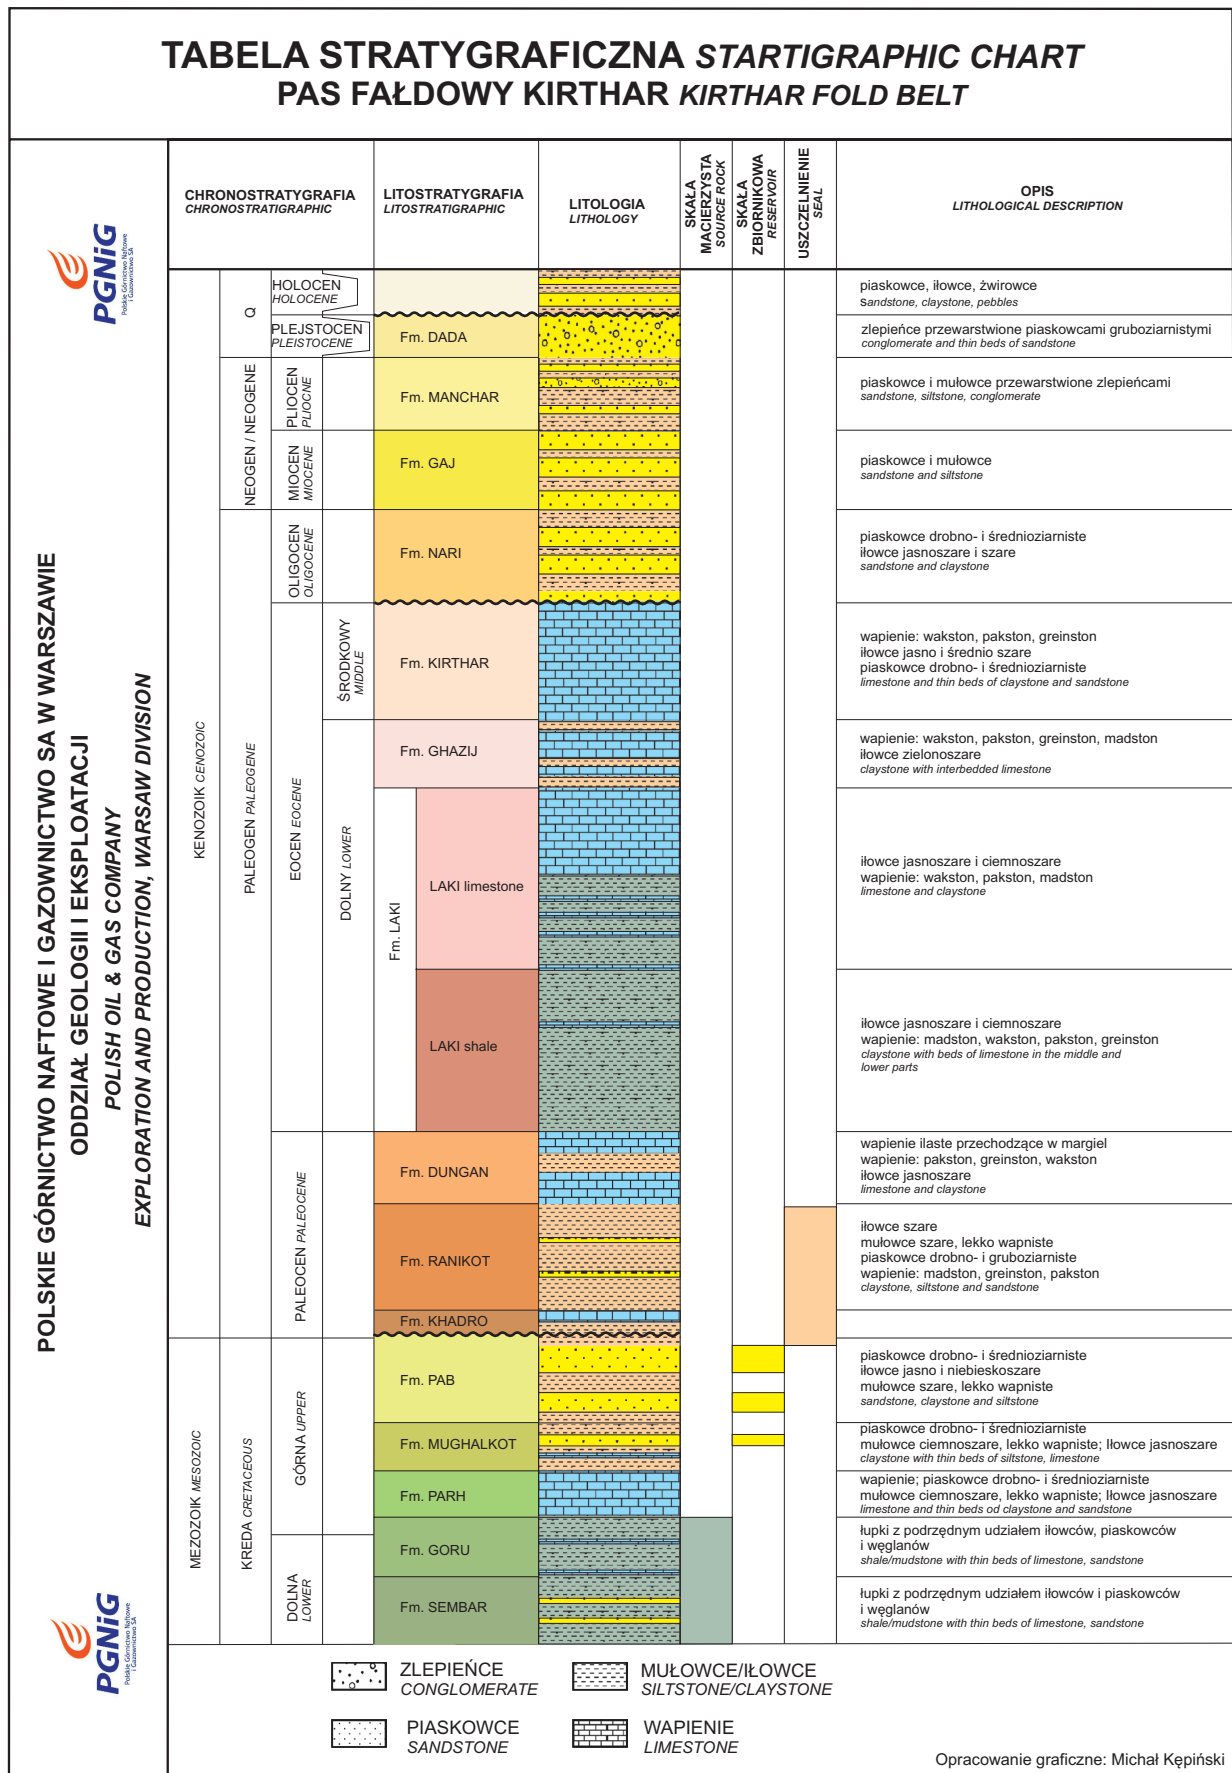 TABELA STRATYGRAFICZNA STARTIGRAPHIC CHART
PAS FAŁDOWY KIRTHAR KIRTHAR FOLD BELT
POLSKIE GÓRNICTWO NAFTOWE I GAZOWNICTWO SA W WARSZAWIE
ODDZIAŁ GEOLOGII I EKSPLOATACJI
POLISH OIL & GAS COMPANY
EXPLORATION AND PRODUCTION, WARSAW DIVISION
PGNiG
Polskie Górnictwo Naftowe
i Gazownictwo SA
PGNiG
Polskie Górnictwo Naftowe
i Gazownictwo SA
CHRONOSTRATYGRAFIA
CHRONOSTRATIGRAPHIC
LITOSTRATYGRAFIA
LITOSTRATIGRAPHIC
LITOLOGIA
LITHOLOGY
SKAŁA
MACIERZYSTA
SOURCE ROCK
SKAŁA
ZBIORNIKOWA
RESERVOIR
USZCZELNIENIE
SEAL
OPIS
LITHOLOGICAL DESCRIPTION
KENOZOIK CENOZOIC
MEZOZOIK MESOZOIC
Q
NEOGEN / NEOGENE
PALEOGEN PALEOGENE
KREDA CRETACEOUS
HOLOCEN
HOLOCENE
PLEJSTOCEN
PLEISTOCENE
PLIOCEN
PLIOCNE
MIOCEN
MIOCENE
OLIGOCEN
OLIGOCENE
EOCEN EOCENE
PALEOCEN PALEOCENE
GÓRNA UPPER
DOLNA
LOWER
ŚRODKOWY
MIDDLE
DOLNY LOWER
Fm. DADA
Fm. MANCHAR
Fm. GAJ
Fm. NARI
Fm. KIRTHAR
Fm. GHAZIJ
Fm. LAKI
LAKI limestone
LAKI shale
Fm. DUNGAN
Fm. RANIKOT
Fm. KHADRO
Fm. PAB
Fm. MUGHALKOT
Fm. PARH
Fm. GORU
Fm. SEMBAR
piaskowce, iłowce, żwirowce
sandstone, claystone, pebbles
zlepieńce przewarstwione piaskowcami gruboziarnistymi
conglomerate and thin beds of sandstone
piaskowce i mułowce przewarstwione zlepieńcami
sandstone, siltstone, conglomerate
piaskowce i mułowce
sandstone and siltstone
piaskowce drobno- i średnioziarniste
iłowce jasnoszare i szare
sandstone and claystone
wapienie: wakston, pakston, greinston
iłowce jasno i średnio szare
piaskowce drobno- i średnioziarniste
limestone and thin beds of claystone and sandstone
wapienie: wakston, pakston, greinston, madston
iłowce zielonoszare
claystone with interbedded limestone
iłowce jasnoszare i ciemnoszare
wapienie: wakston, pakston, madston
limestone and claystone
iłowce jasnoszare i ciemnoszare
wapienie: madston, wakston, pakston, greinston
claystone with beds of limestone in the middle and
lower parts
wapienie ilaste przechodzące w margiel
wapienie: pakston, greinston, wakston
iłowce jasnoszare
limestone and claystone
iłowce szare
mułowce szare, lekko wapniste
piaskowce drobno- i gruboziarniste
wapienie: madston, greinston, pakston
claystone, siltstone and sandstone
piaskowce drobno- i średnioziarniste
iłowce jasno i niebieskoszare
mułowce szare, lekko wapniste
sandstone, claystone and siltstone
piaskowce drobno- i średnioziarniste
mułowce ciemnoszare, lekko wapniste; Iłowce jasnoszare
claystone with thin beds of siltstone, limestone
wapienie; piaskowce drobno- i średnioziarniste
mułowce ciemnoszare, lekko wapniste; Iłowce jasnoszare
limestone and thin beds od claystone and sandstone
łupki z podrzędnym udziałem iłowców, piaskowców
i węglanów
shale/mudstone with thin beds of limestone, sandstone
łupki z podrzędnym udziałem iłowców i piaskowców
i węglanów
shale/mudstone with thin beds of limestone, sandstone
ZLEPIEŃCE
CONGLOMERATE
MUŁOWCE/IŁOWCE
SILTSTONE/CLAYSTONE
PIASKOWCE
SANDSTONE
WAPIENIE
LIMESTONE
Opracowanie graficzne: Michał Kępiński